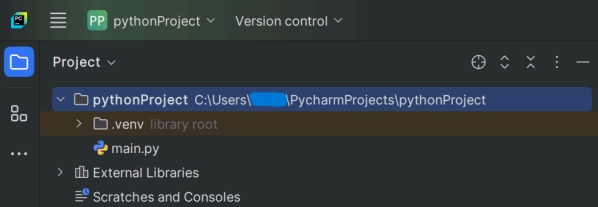 PC PP pythonProject Version control
Project
pythonProject C:\Users\ \PycharmProjects\pythonProject
.venv library root
main.py
External Libraries
Scratches and Consoles